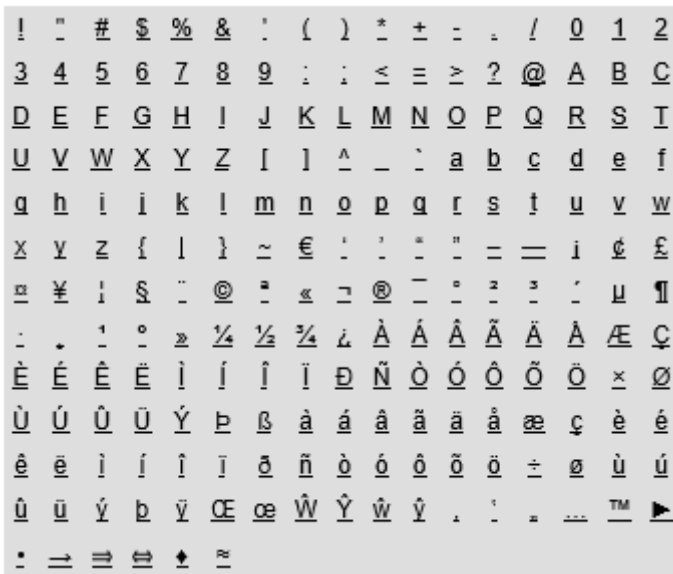 ! " # $ % & ' ( ) * + - . / 0 1 2
3 4 5 6 7 8 9 : ; < = > ? @ A B C
D E F G H I J K L M N O P Q R S T
U V W X Y Z [ ] ^ _ ` a b c d e f
g h i j k l m n o p q r s t u v w
x y z { | } ~ € ‘ ’ “ ” – — ¡ ¢ £
¤ ¥ ¦ § ¨ © ª « ¬ ® ¯ ° ² ³ ´ µ ¶
· ¸ ¹ º » ¼ ½ ¾ ¿ À Á Â Ã Ä Å Æ Ç
È É Ê Ë Ì Í Î Ï Ð Ñ Ò Ó Ô Õ Ö × Ø
Ù Ú Û Ü Ý Þ ß à á â ã ä å æ ç è é
ê ë ì í î ï ð ñ ò ó ô õ ö ÷ ø ù ú
û ü ý þ ÿ Œ œ Ŵ Ŷ ŵ ŷ ‚ ‛ „ … ™ ►
• → ⇒ ⇔ ♦ ≈